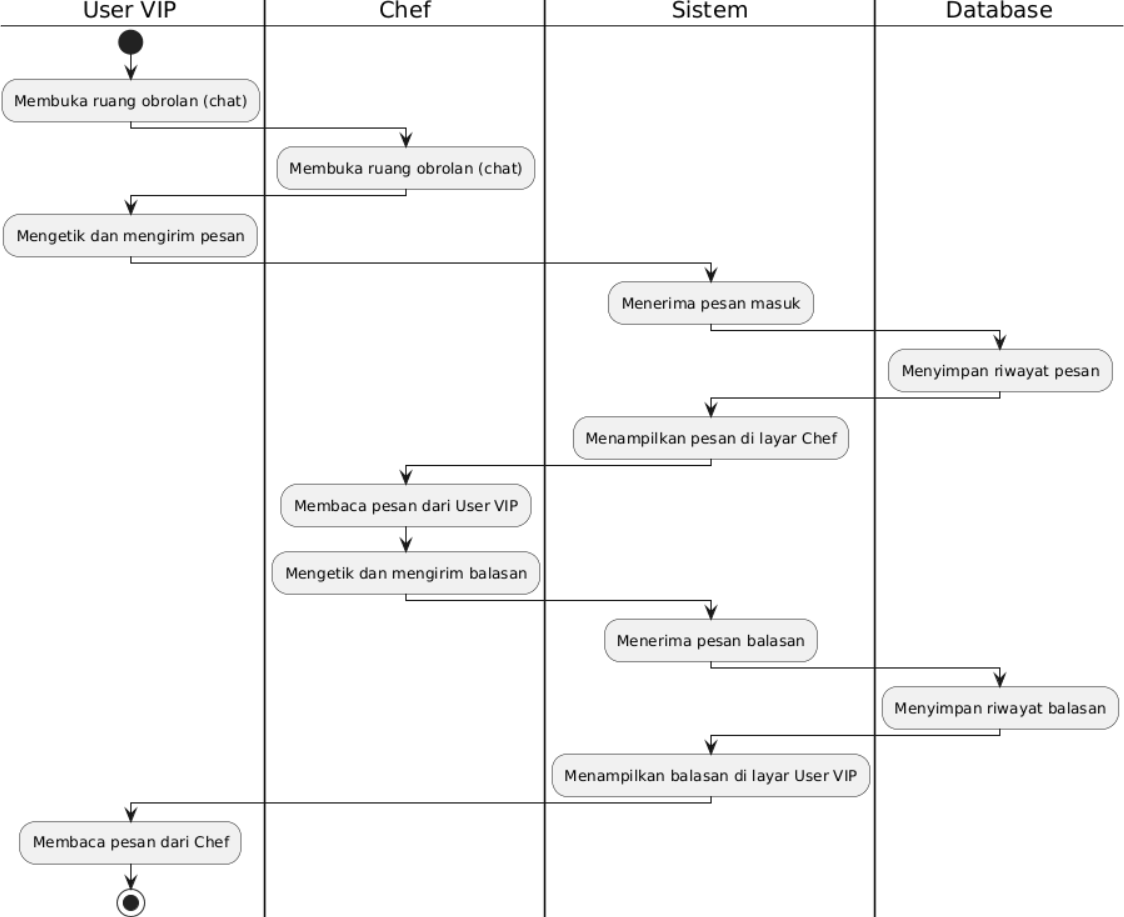 User VIP
Chef
Sistem
Database
Membuka ruang obrolan (chat)
Membuka ruang obrolan (chat)
Mengetik dan mengirim pesan
Menerima pesan masuk
Menyimpan riwayat pesan
Menampilkan pesan di layar Chef
Membaca pesan dari User VIP
Mengetik dan mengirim balasan
Menerima pesan balasan
Menyimpan riwayat balasan
Menampilkan balasan di layar User VIP
Membaca pesan dari Chef